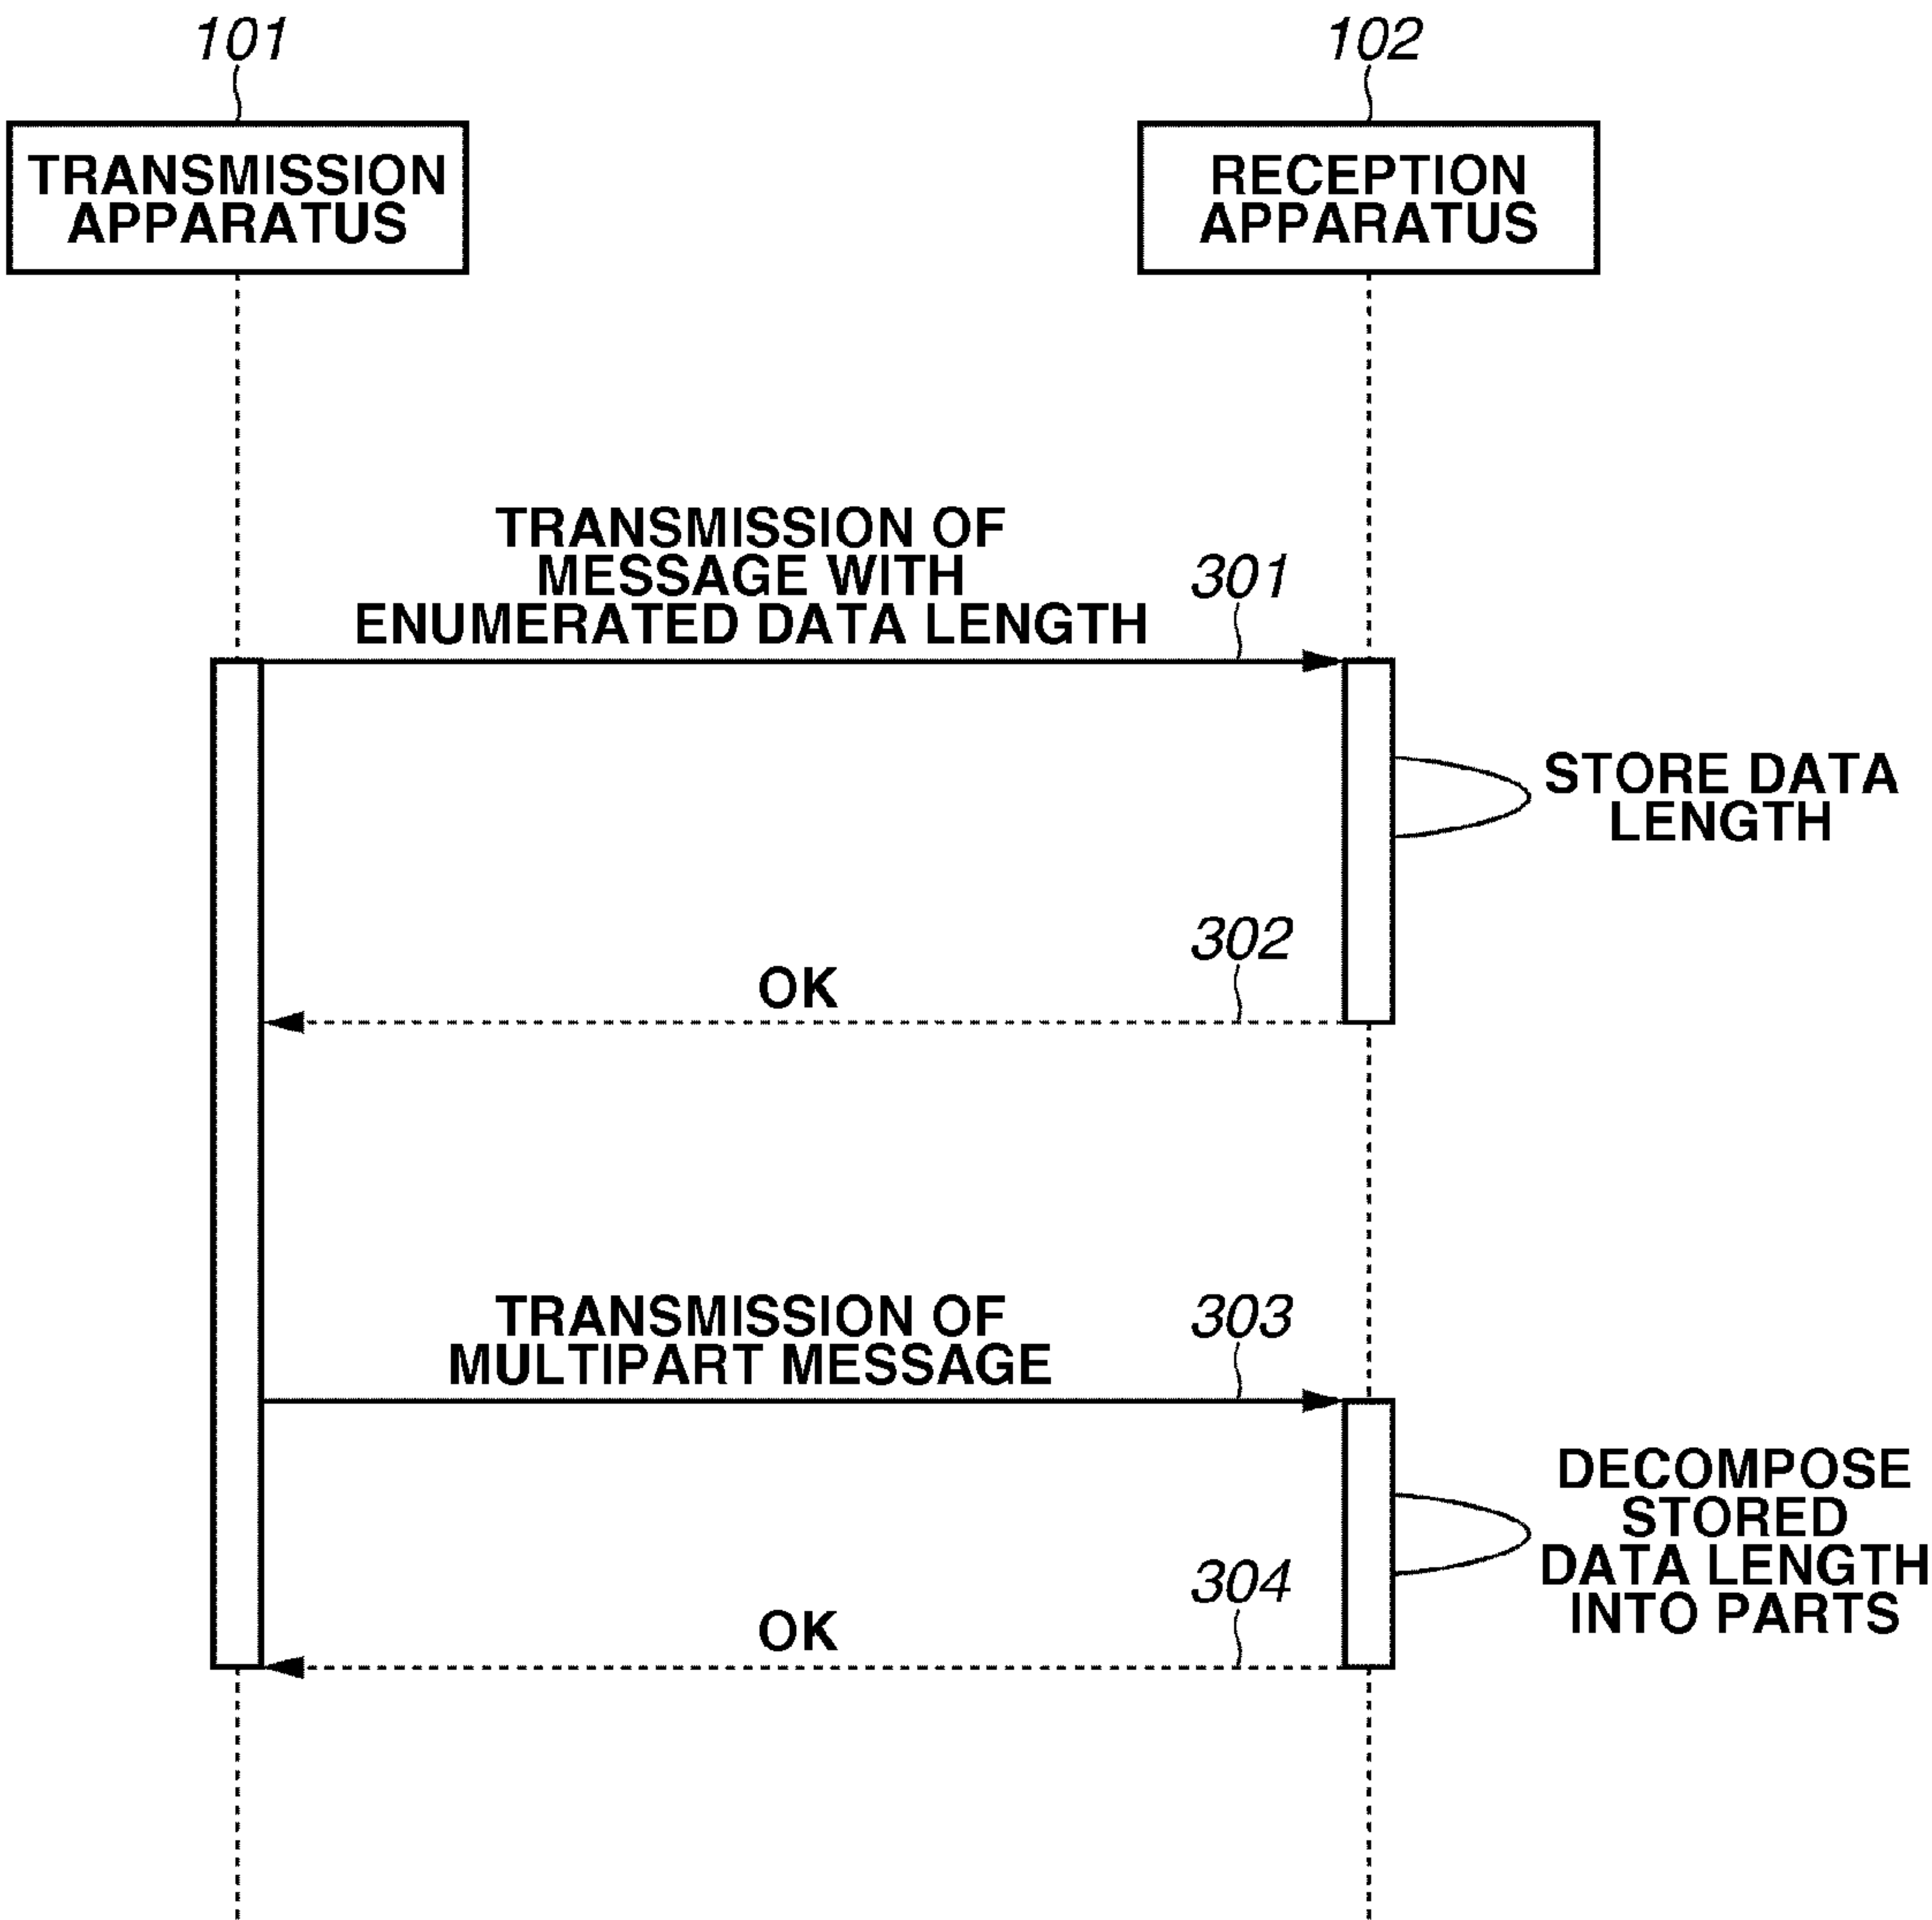 101
102
TRANSMISSION
APPARATUS
RECEPTION
APPARATUS
TRANSMISSION OF
MESSAGE WITH
ENUMERATED DATA LENGTH
301
STORE DATA
LENGTH
302
OK
TRANSMISSION OF
MULTIPART MESSAGE
303
DECOMPOSE
STORED
DATA LENGTH
INTO PARTS
304
OK